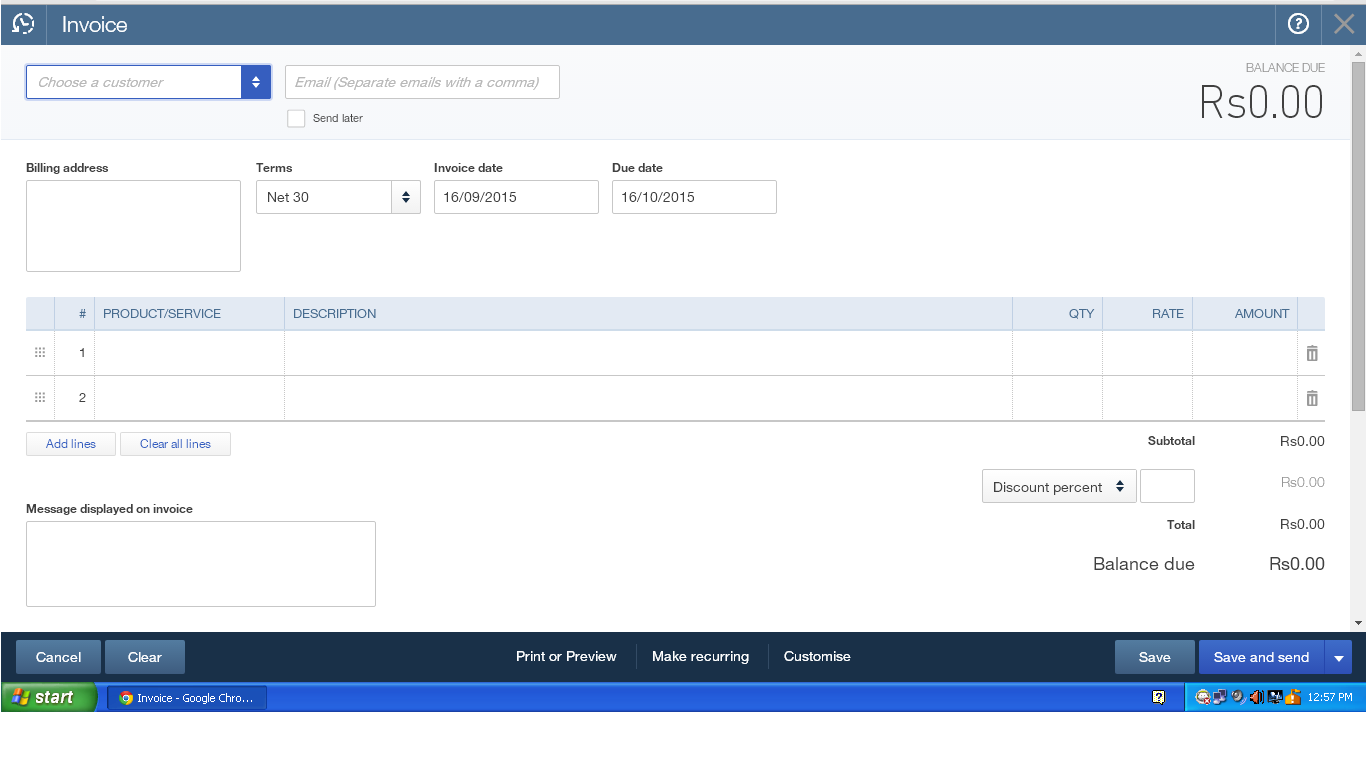 Invoice
?
Choose a customer
Email (Separate emails with a comma)
BALANCE DUE
Rs0.00
Send later
Billing address
Terms
Invoice date
Due date
Net 30
16/09/2015
16/10/2015
# PRODUCT/SERVICE DESCRIPTION QTY RATE AMOUNT
1
2
Add lines
Clear all lines
Subtotal Rs0.00
Discount percent Rs0.00
Message displayed on invoice
Total Rs0.00
Balance due Rs0.00
Cancel Clear Print or Preview Make recurring Customise Save Save and send
start Invoice - Google Chro... ? 12:57 PM